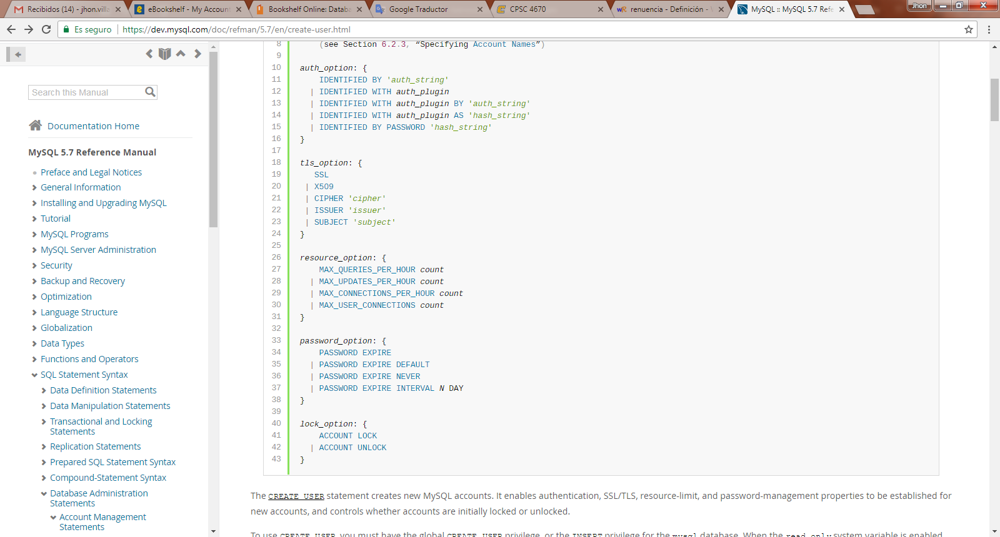 Recibidos (14) - jhon.villa
eBookshelf - My Account
Bookshelf Online: Databa
Google Traductor
CPSC 4670
renuencia - Definición -
MySQL :: MySQL 5.7 Refe
Jhon
Es seguro
https://dev.mysql.com/doc/refman/5.7/en/create-user.html
Search this Manual
Documentation Home
MySQL 5.7 Reference Manual
Preface and Legal Notices
General Information
Installing and Upgrading MySQL
Tutorial
MySQL Programs
MySQL Server Administration
Security
Backup and Recovery
Optimization
Language Structure
Globalization
Data Types
Functions and Operators
SQL Statement Syntax
Data Definition Statements
Data Manipulation Statements
Transactional and Locking
Statements
Replication Statements
Prepared SQL Statement Syntax
Compound-Statement Syntax
Database Administration
Statements
Account Management
Statements
8 (see Section 6.2.3, “Specifying Account Names”)
9
10 auth_option: {
11 IDENTIFIED BY 'auth_string'
12 | IDENTIFIED WITH auth_plugin
13 | IDENTIFIED WITH auth_plugin BY 'auth_string'
14 | IDENTIFIED WITH auth_plugin AS 'hash_string'
15 | IDENTIFIED BY PASSWORD 'hash_string'
16 }
17
18 tls_option: {
19 SSL
20 | X509
21 | CIPHER 'cipher'
22 | ISSUER 'issuer'
23 | SUBJECT 'subject'
24 }
25
26 resource_option: {
27 MAX_QUERIES_PER_HOUR count
28 | MAX_UPDATES_PER_HOUR count
29 | MAX_CONNECTIONS_PER_HOUR count
30 | MAX_USER_CONNECTIONS count
31 }
32
33 password_option: {
34 PASSWORD EXPIRE
35 | PASSWORD EXPIRE DEFAULT
36 | PASSWORD EXPIRE NEVER
37 | PASSWORD EXPIRE INTERVAL N DAY
38 }
39
40 lock_option: {
41 ACCOUNT LOCK
42 | ACCOUNT UNLOCK
43 }
The CREATE USER statement creates new MySQL accounts. It enables authentication, SSL/TLS, resource-limit, and password-management properties to be established for
new accounts, and controls whether accounts are initially locked or unlocked.
To use CREATE USER, you must have the global CREATE USER privilege, or the INSERT privilege for the mysql database. When the read_only system variable is enabled,